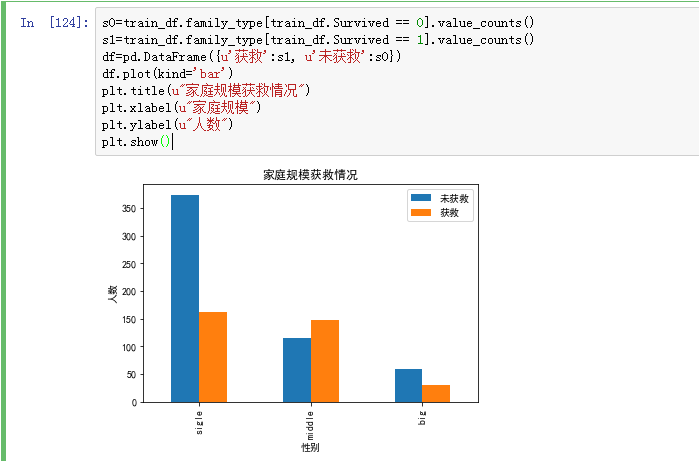 In [124]:
s0=train_df.family_type[train_df.Survived == 0].value_counts()
s1=train_df.family_type[train_df.Survived == 1].value_counts()
df=pd.DataFrame({u'获救':s1, u'未获救':s0})
df.plot(kind='bar')
plt.title(u"家庭规模获救情况")
plt.xlabel(u"家庭规模")
plt.ylabel(u"人数")
plt.show()
家庭规模获救情况
未获救
获救
人数
350
300
250
200
150
100
50
0
sigle
middle
big
性别